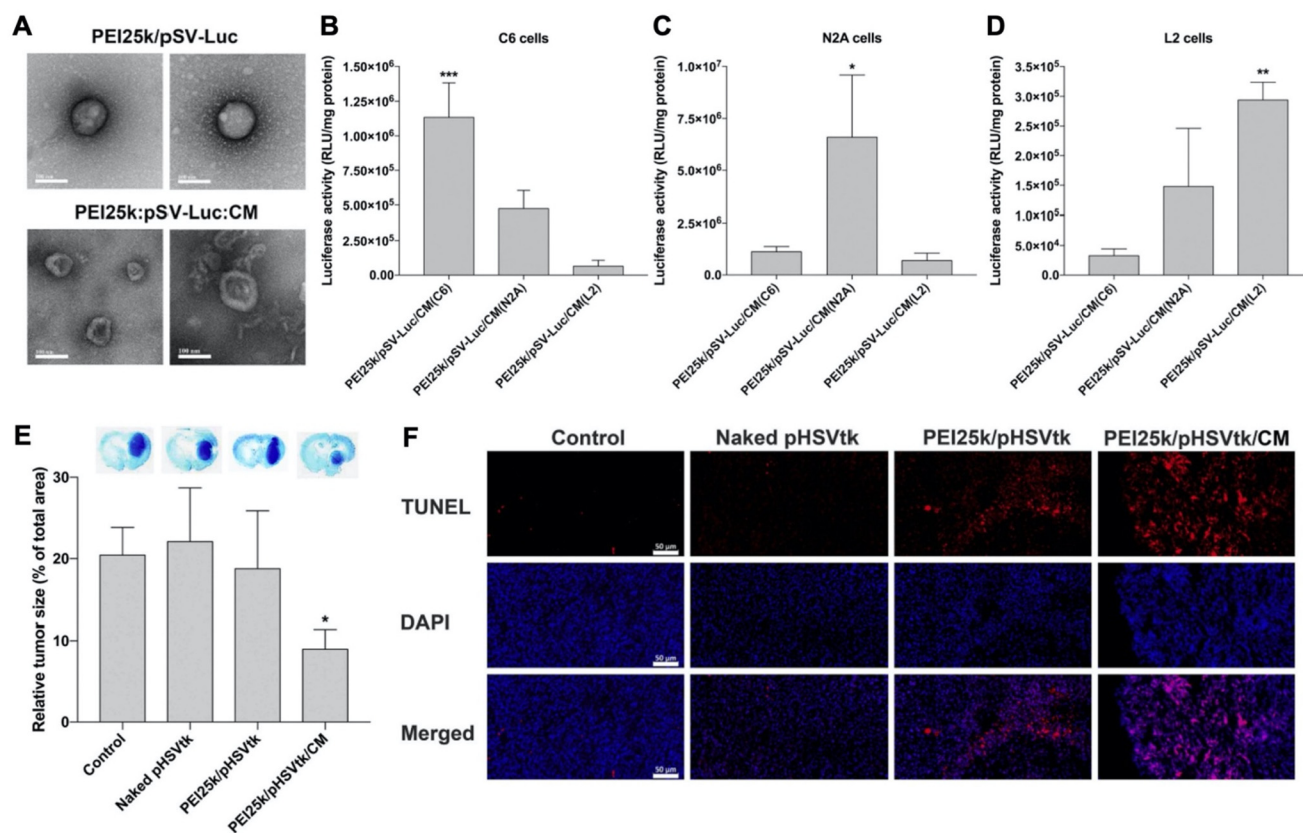 A
PEI25k/pSV-Luc
PEI25k:pSV-Luc:CM
100 nm
B
C6 cells
Luciferase activity (RLU/mg protein)
1.50×10⁶
1.25×10⁶
1.00×10⁶
7.50×10⁵
5.00×10⁵
2.50×10⁵
0.00
***
PEI25k/pSV-Luc/CM(C6)
PEI25k/pSV-Luc/CM(N2A)
PEI25k/pSV-Luc/CM(L2)
C
N2A cells
Luciferase activity (RLU/mg protein)
1.0×10⁷
7.5×10⁶
5.0×10⁶
2.5×10⁶
0.0
*
PEI25k/pSV-Luc/CM(C6)
PEI25k/pSV-Luc/CM(N2A)
PEI25k/pSV-Luc/CM(L2)
D
L2 cells
Luciferase activity (RLU/mg protein)
3.5×10⁵
3.0×10⁵
2.5×10⁵
1.5×10⁵
1.0×10⁵
5.0×10⁴
0.0
**
PEI25k/pSV-Luc/CM(C6)
PEI25k/pSV-Luc/CM(N2A)
PEI25k/pSV-Luc/CM(L2)
E
Relative tumor size (% of total area)
30
20
10
0
*
Control
Naked pHSVtk
PEI25k/pHSVtk
PEI25k/pHSVtk/CM
F
Control
Naked pHSVtk
PEI25k/pHSVtk
PEI25k/pHSVtk/CM
TUNEL
50 μm
DAPI
50 μm
Merged
50 μm